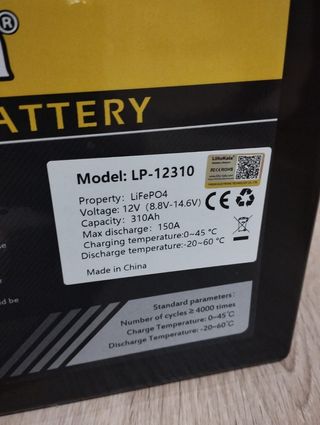 ATTERY
Model: LP-12310
LiitoKala®
Property: LiFePO4
Voltage: 12V (8.8V-14.6V)
Capacity: 310Ah
Max discharge: 150A
Charging temperature:0~45 ℃
Discharge temperature:-20~60 ℃
Made in China
CE
Standard parameters :
Number of cycles ≥ 4000 times
Charge Temperature: 0~45℃
Discharge Temperature: -20~60℃